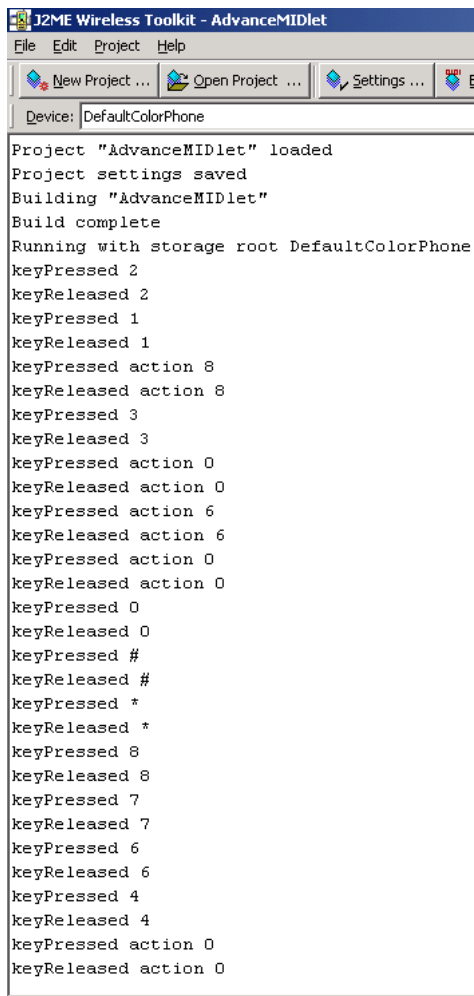 J2ME Wireless Toolkit - AdvanceMIDlet
File Edit Project Help
New Project ... Open Project ... Settings ...
Device: DefaultColorPhone
Project "AdvanceMIDlet" loaded
Project settings saved
Building "AdvanceMIDlet"
Build complete
Running with storage root DefaultColorPhone
keyPressed 2
keyReleased 2
keyPressed 1
keyReleased 1
keyPressed action 8
keyReleased action 8
keyPressed 3
keyReleased 3
keyPressed action 0
keyReleased action 0
keyPressed action 6
keyReleased action 6
keyPressed action 0
keyReleased action 0
keyPressed 0
keyReleased 0
keyPressed #
keyReleased #
keyPressed *
keyReleased *
keyPressed 8
keyReleased 8
keyPressed 7
keyReleased 7
keyPressed 6
keyReleased 6
keyPressed 4
keyReleased 4
keyPressed action 0
keyReleased action 0